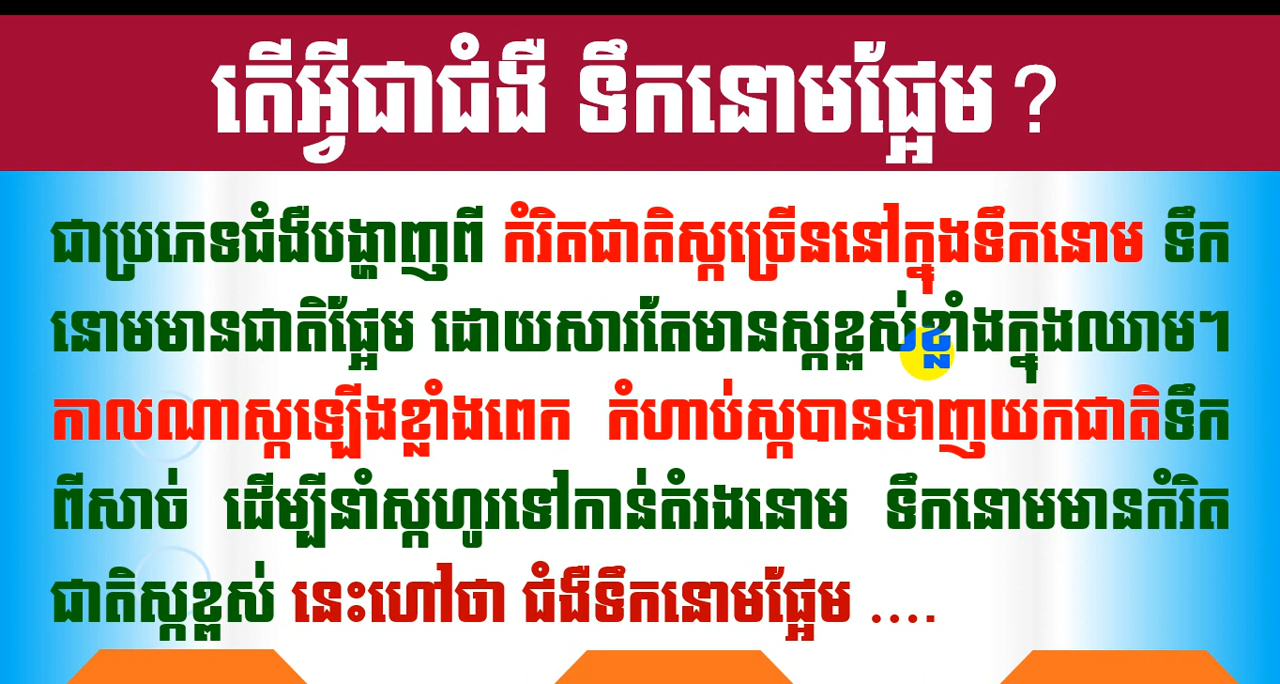 តើអ្វីជាជំងឺ ទឹកនោមផ្អែម ?
ជាប្រភេទជំងឺបង្ហាញពី កំរិតជាតិស្ករច្រើននៅក្នុងទឹកនោម ទឹក
នោមមានជាតិផ្អែម ដោយសារតែមានស្ករខ្ពស់ខ្លាំងក្នុងឈាម។
កាលណាស្ករឡើងខ្លាំងពេក កំហាប់ស្ករបានទាញយកជាតិទឹក
ពីសាច់ ដើម្បីនាំស្ករហូរទៅកាន់តំរងនោម ទឹកនោមមានកំរិត
ជាតិស្ករខ្ពស់ នេះហៅថា ជំងឺទឹកនោមផ្អែម ....